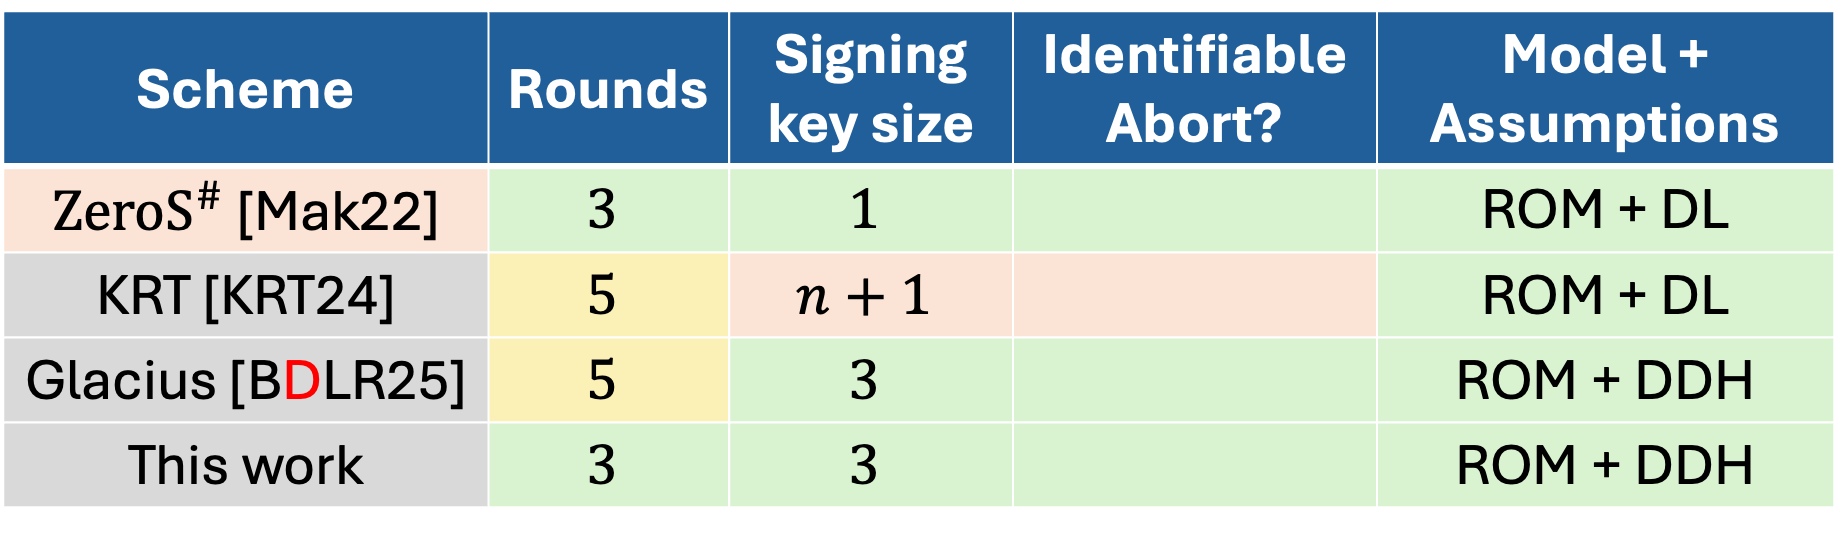 Scheme Rounds Signing key size Identifiable Abort? Model + Assumptions
ZeroS# [Mak22] 3 1 ROM + DL
KRT [KRT24] 5 n + 1 ROM + DL
Glacius [BDLR25] 5 3 ROM + DDH
This work 3 3 ROM + DDH